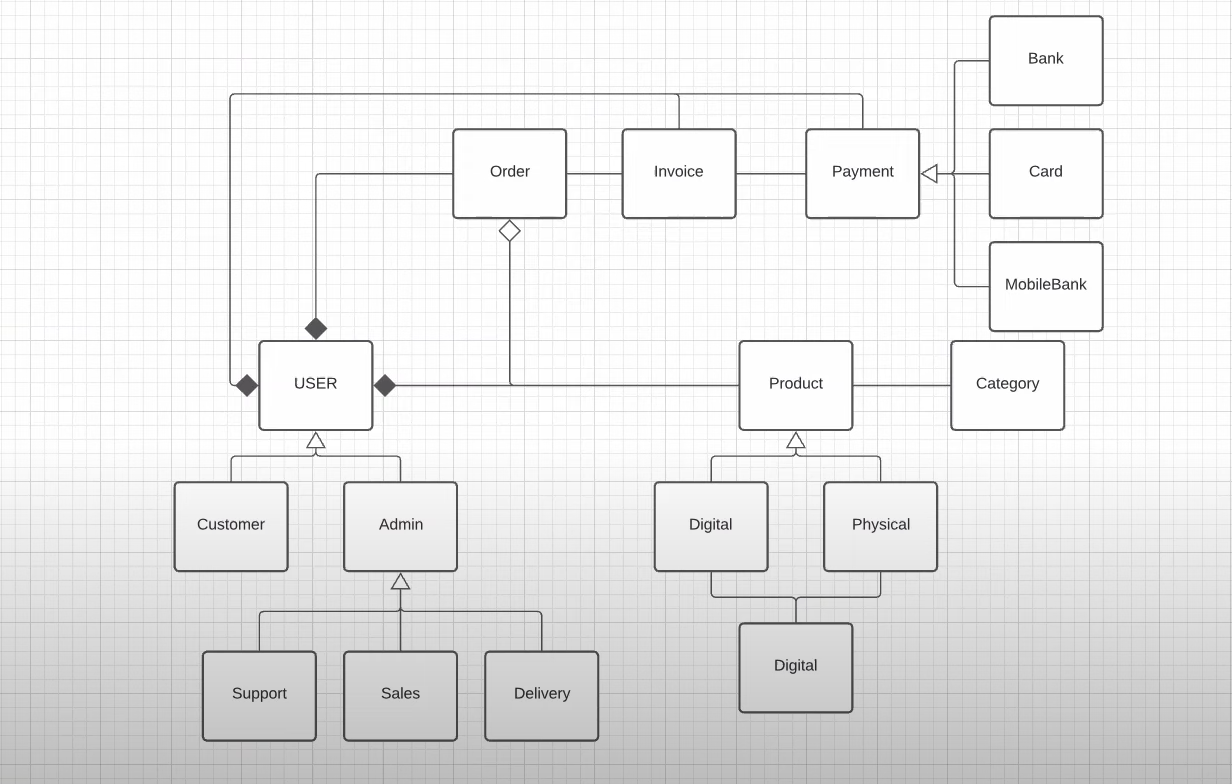 Bank
Order
Invoice
Payment
Card
MobileBank
USER
Product
Category
Customer
Admin
Digital
Physical
Support
Sales
Delivery
Digital